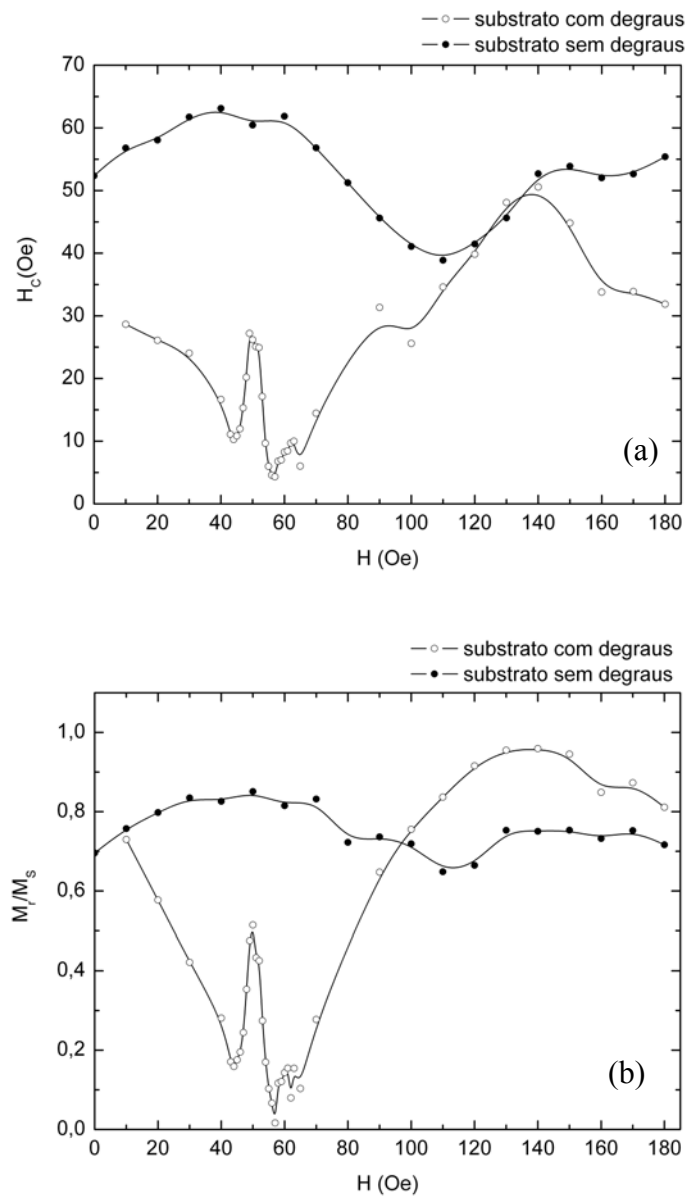 substrato com degraus
substrato sem degraus
70
60
50
40
30
20
10
0
H_C(Oe)
(a)
0 20 40 60 80 100 120 140 160 180
H (Oe)
substrato com degraus
substrato sem degraus
1,0
0,8
0,6
0,4
0,2
0,0
M_r/M_s
(b)
0 20 40 60 80 100 120 140 160 180
H (Oe)